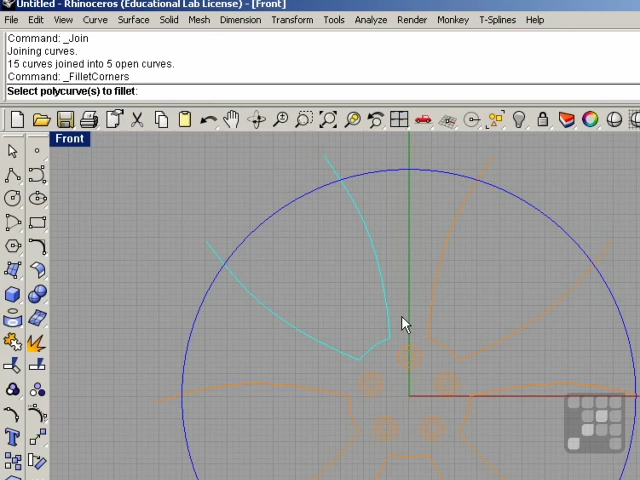 Untitled - Rhinoceros (Educational Lab License) - [Front]
File Edit View Curve Surface Solid Mesh Dimension Transform Tools Analyze Render Monkey T-Splines Help
Command: _Join
Joining curves.
15 curves joined into 5 open curves.
Command: _FilletCorners
Select polycurve(s) to fillet:
Front